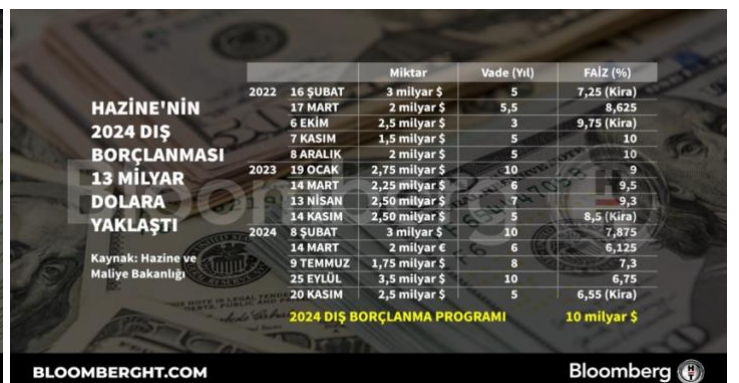 HAZİNE'NİN
2024 DIŞ
BORÇLANMASI
13 MİLYAR
DOLARA
YAKLAŞTI
Kaynak: Hazine ve
Maliye Bakanlığı
Miktar Vade (Yıl) FAİZ (%)
2022 16 ŞUBAT 3 milyar $ 5 7,25 (Kira)
17 MART 2 milyar $ 5,5 8,625
6 EKİM 2,5 milyar $ 3 9,75 (Kira)
7 KASIM 1,5 milyar $ 5 10
8 ARALIK 2 milyar $ 5 10
2023 19 OCAK 2,75 milyar $ 10 9
14 MART 2,25 milyar $ 6 9,5
13 NİSAN 2,50 milyar $ 7 9,3
14 KASIM 2,50 milyar $ 5 8,5 (Kira)
2024 8 ŞUBAT 3 milyar $ 10 7,875
14 MART 2 milyar € 6 6,125
9 TEMMUZ 1,75 milyar $ 8 7,3
25 EYLÜL 3,5 milyar $ 10 6,75
20 KASIM 2,5 milyar $ 5 6,55 (Kira)
2024 DIŞ BORÇLANMA PROGRAMI 10 milyar $
BLOOMBERGHT.COM
Bloomberg HT